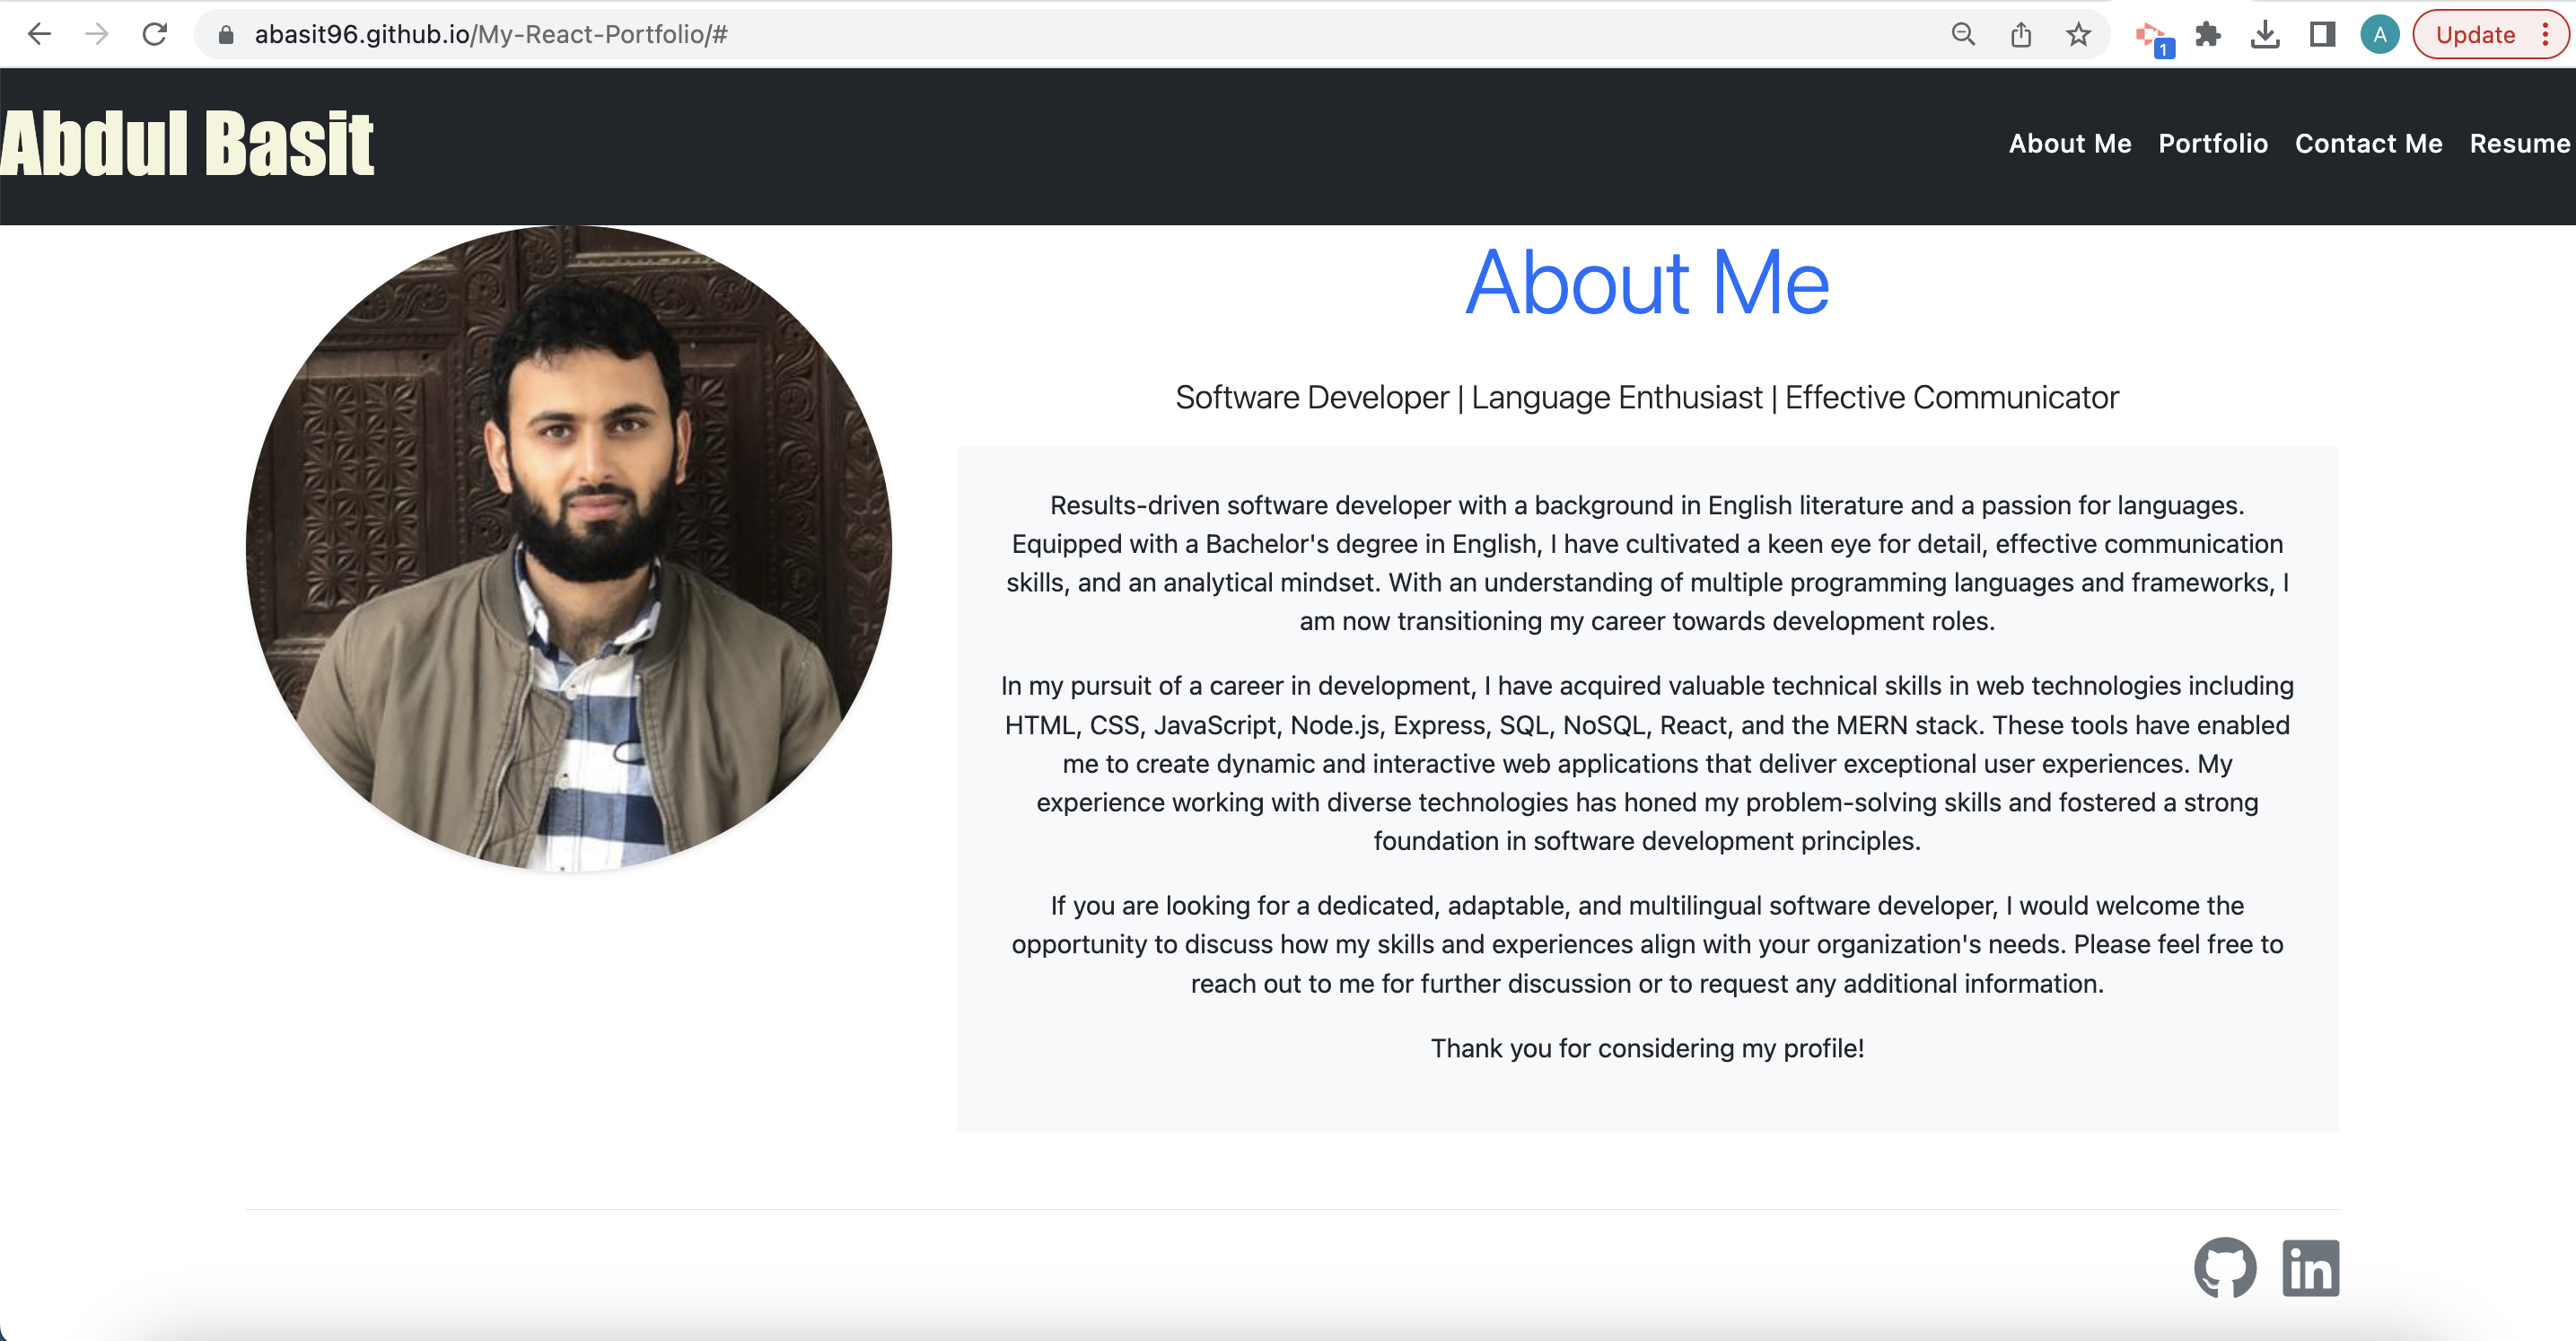 abasit96.github.io/My-React-Portfolio/#
1
A
Update
Abdul Basit
About Me
Portfolio
Contact Me
Resume
About Me
Software Developer | Language Enthusiast | Effective Communicator
Results-driven software developer with a background in English literature and a passion for languages.
Equipped with a Bachelor's degree in English, I have cultivated a keen eye for detail, effective communication
skills, and an analytical mindset. With an understanding of multiple programming languages and frameworks, I
am now transitioning my career towards development roles.
In my pursuit of a career in development, I have acquired valuable technical skills in web technologies including
HTML, CSS, JavaScript, Node.js, Express, SQL, NoSQL, React, and the MERN stack. These tools have enabled
me to create dynamic and interactive web applications that deliver exceptional user experiences. My
experience working with diverse technologies has honed my problem-solving skills and fostered a strong
foundation in software development principles.
If you are looking for a dedicated, adaptable, and multilingual software developer, I would welcome the
opportunity to discuss how my skills and experiences align with your organization's needs. Please feel free to
reach out to me for further discussion or to request any additional information.
Thank you for considering my profile!
in